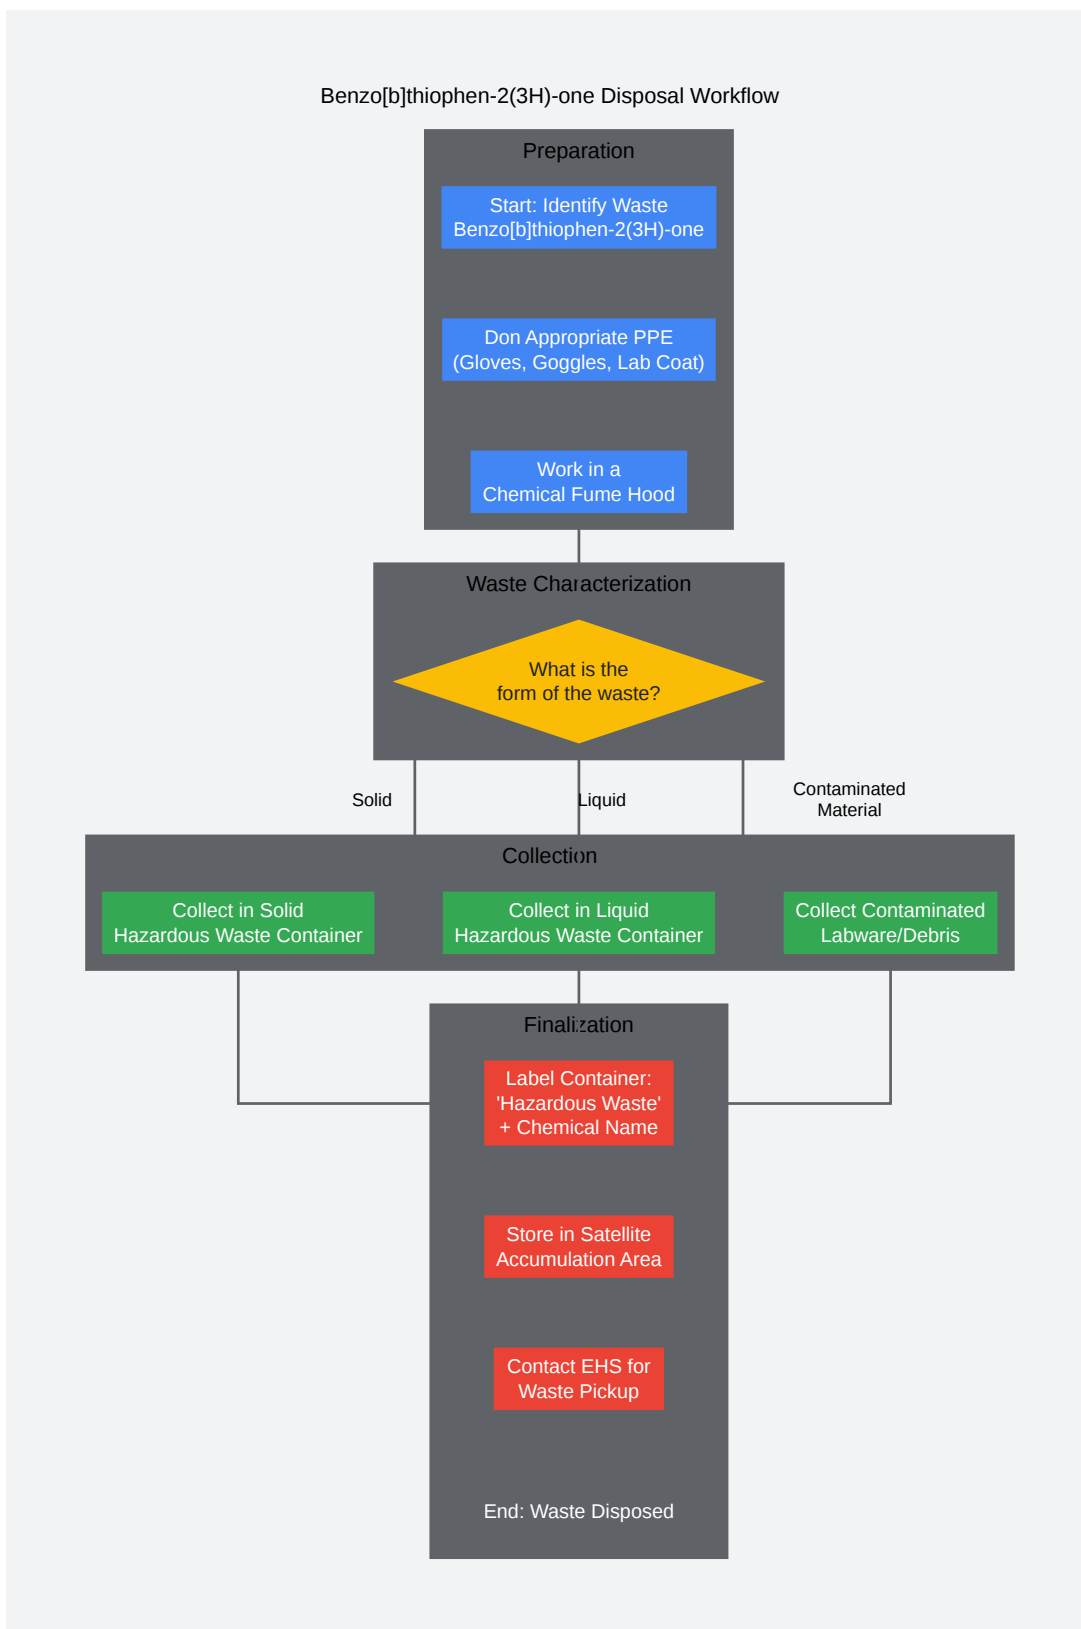 Benzo[b]thiophen-2(3H)-one Disposal Workflow
Preparation
Start: Identify Waste
Benzo[b]thiophen-2(3H)-one
Don Appropriate PPE
(Gloves, Goggles, Lab Coat)
Work in a
Chemical Fume Hood
Waste Characterization
What is the
form of the waste?
Solid
Liquid
Contaminated
Material
Collection
Collect in Solid
Hazardous Waste Container
Collect in Liquid
Hazardous Waste Container
Collect Contaminated
Labware/Debris
Finalization
Label Container:
'Hazardous Waste'
+ Chemical Name
Store in Satellite
Accumulation Area
Contact EHS for
Waste Pickup
End: Waste Disposed